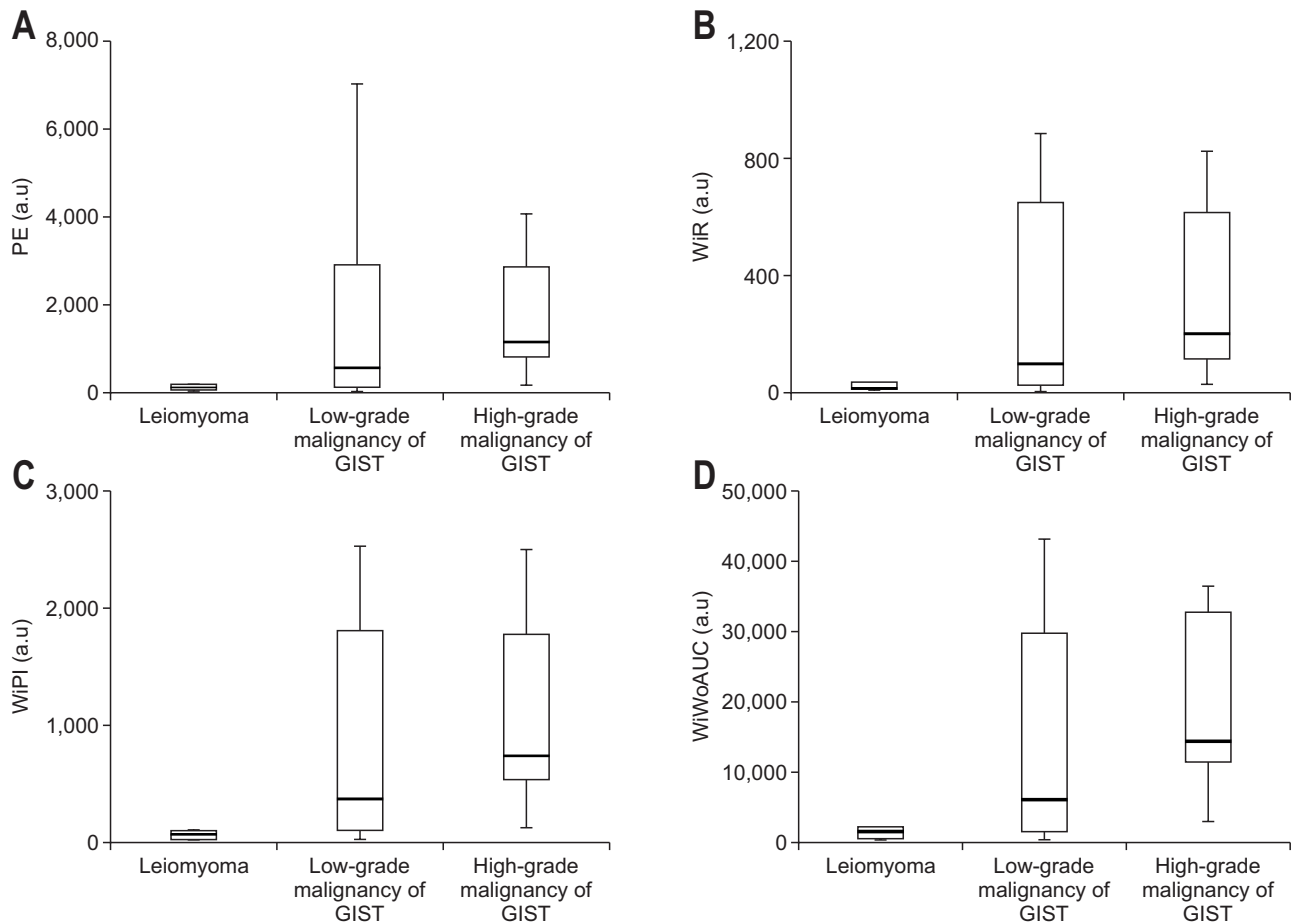 A
8,000
6,000
4,000
2,000
0
PE (a.u)
Leiomyoma
Low-grade
malignancy of
GIST
High-grade
malignancy of
GIST
B
1,200
800
400
0
WiR (a.u)
Leiomyoma
Low-grade
malignancy of
GIST
High-grade
malignancy of
GIST
C
3,000
2,000
1,000
0
WiPI (a.u)
Leiomyoma
Low-grade
malignancy of
GIST
High-grade
malignancy of
GIST
D
50,000
40,000
30,000
20,000
10,000
0
WiWoAUC (a.u)
Leiomyoma
Low-grade
malignancy of
GIST
High-grade
malignancy of
GIST